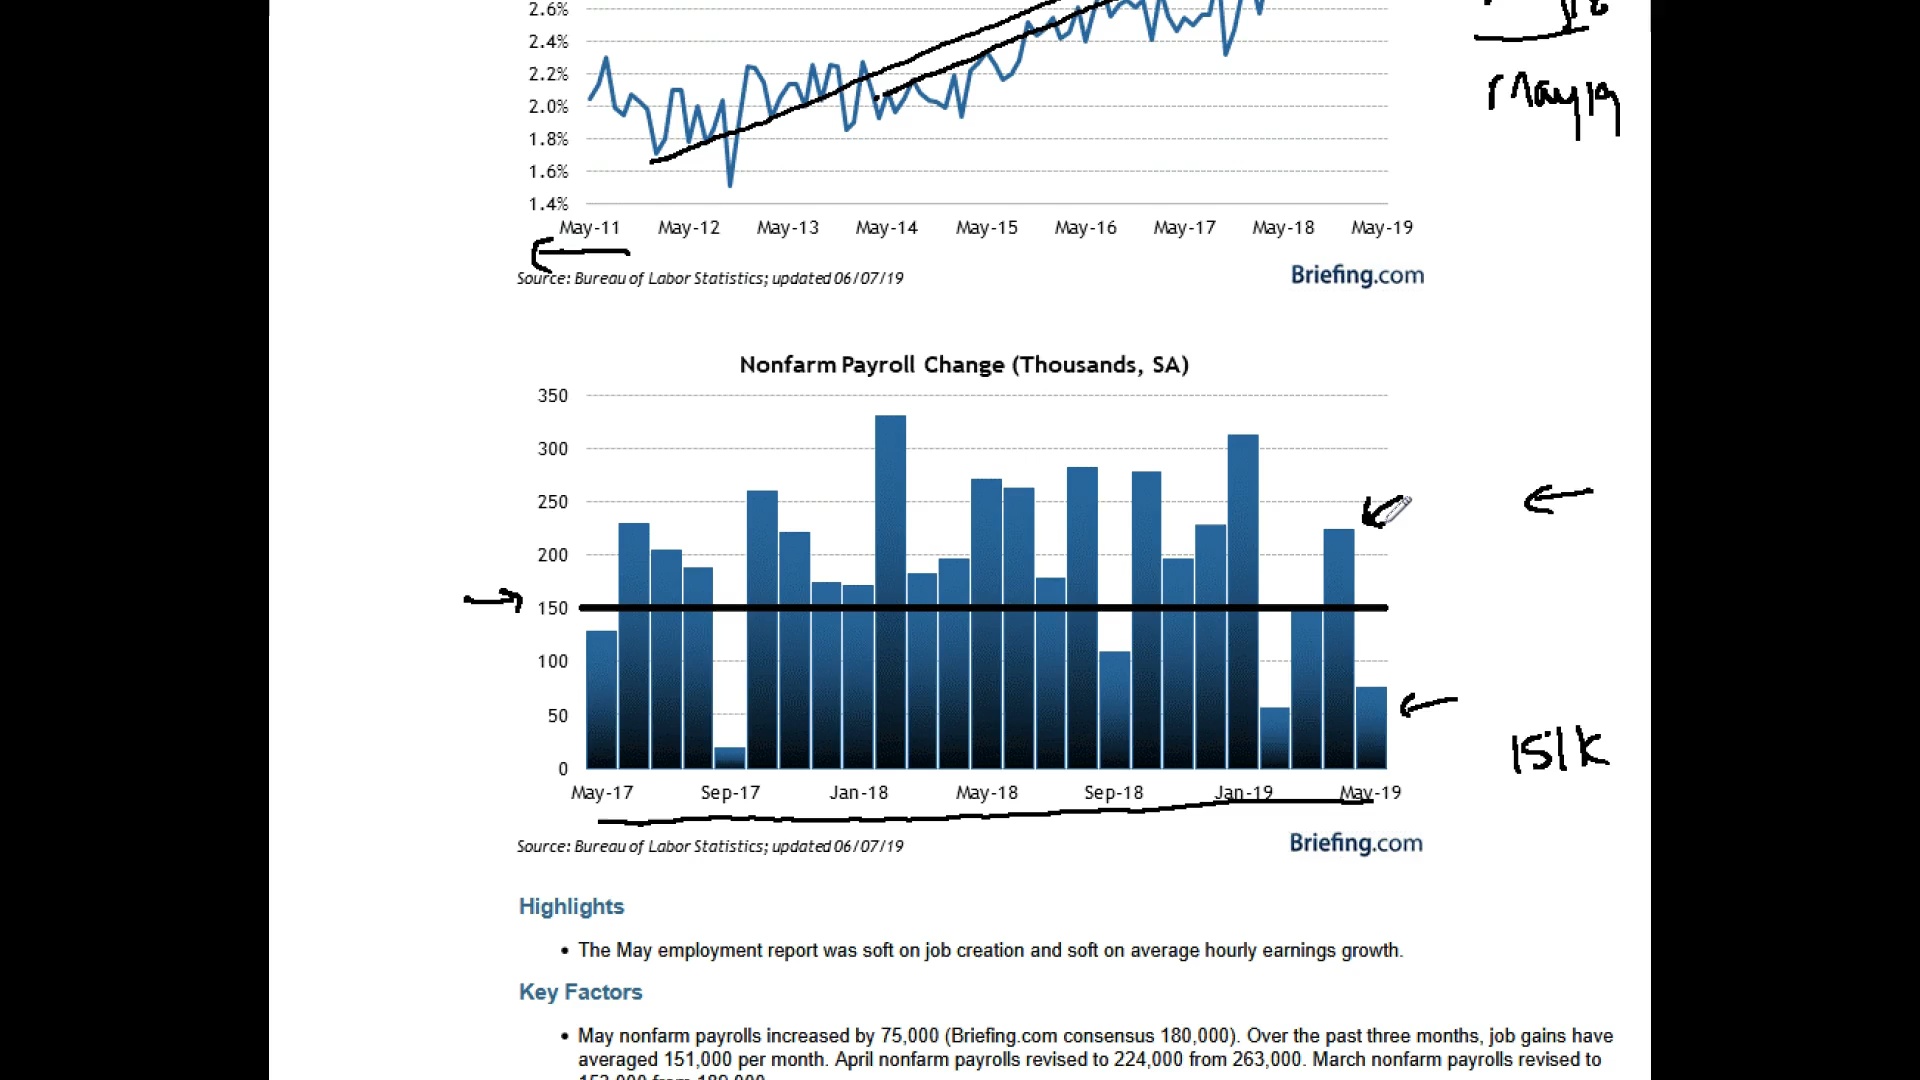 2.6%
2.4%
2.2%
2.0%
1.8%
1.6%
1.4%
May-11 May-12 May-13 May-14 May-15 May-16 May-17 May-18 May-19
May 19
Source: Bureau of Labor Statistics; updated 06/07/19
Briefing.com
Nonfarm Payroll Change (Thousands, SA)
350
300
250
200
150
100
50
0
May-17 Sep-17 Jan-18 May-18 Sep-18 Jan-19 May-19
151k
Source: Bureau of Labor Statistics; updated 06/07/19
Briefing.com
Highlights
• The May employment report was soft on job creation and soft on average hourly earnings growth.
Key Factors
• May nonfarm payrolls increased by 75,000 (Briefing.com consensus 180,000). Over the past three months, job gains have
averaged 151,000 per month. April nonfarm payrolls revised to 224,000 from 263,000. March nonfarm payrolls revised to
153,000 from 189,000